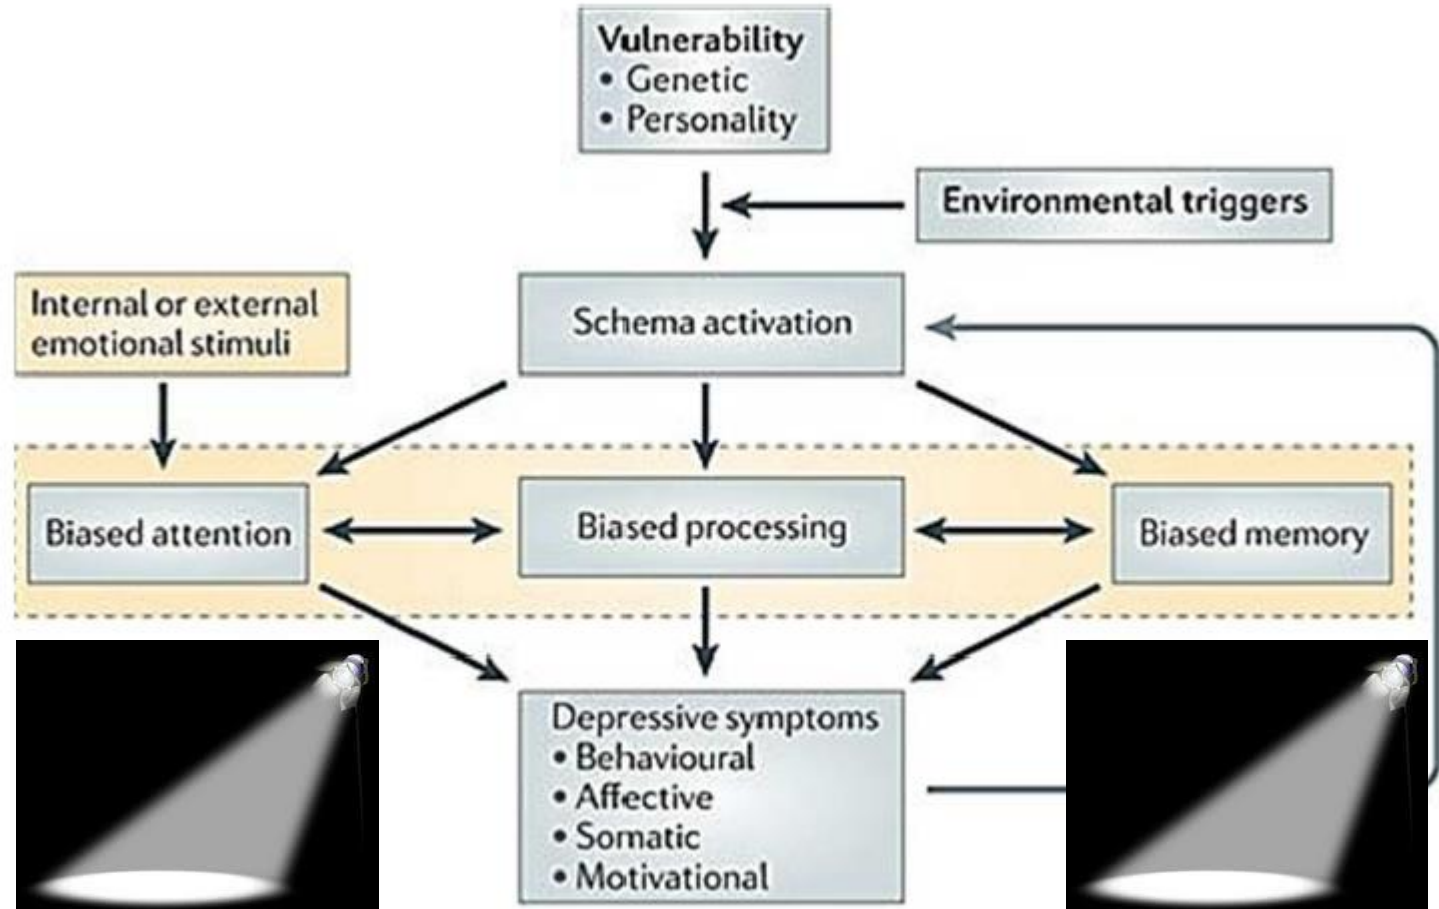 Vulnerability
• Genetic
• Personality
Environmental triggers
Internal or external
emotional stimuli
Schema activation
Biased attention
Biased processing
Biased memory
Depressive symptoms
• Behavioural
• Affective
• Somatic
• Motivational